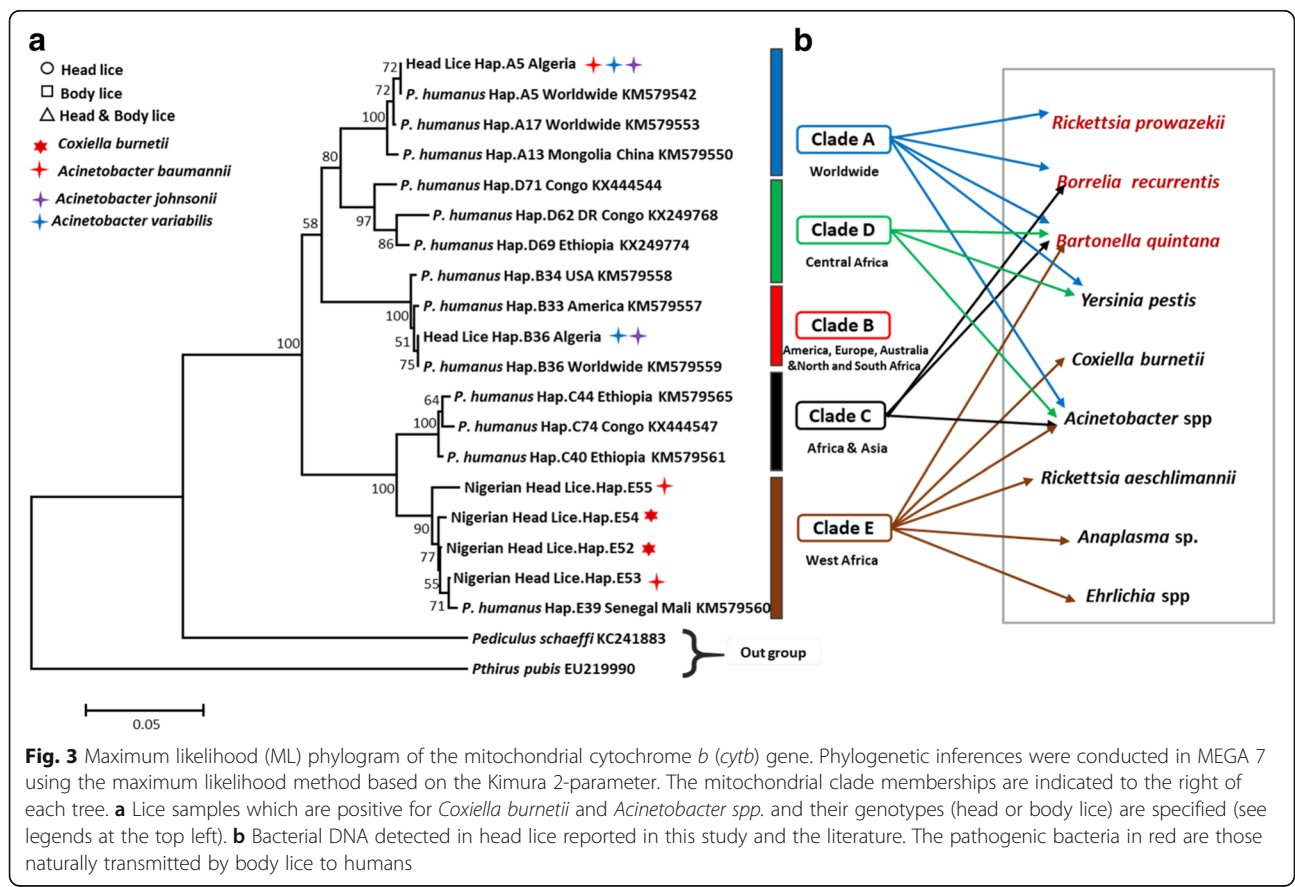 a
Head lice
Body lice
Head & Body lice
Coxiella burnetii
Acinetobacter baumannii
Acinetobacter johnsonii
Acinetobacter variabilis
72
72
100
80
58
97
86
100
51
75
100
64
100
100
90
77
55
71
Head Lice Hap.A5 Algeria
P. humanus Hap.A5 Worldwide KM579542
P. humanus Hap.A17 Worldwide KM579553
P. humanus Hap.A13 Mongolia China KM579550
P. humanus Hap.D71 Congo KX444544
P. humanus Hap.D62 DR Congo KX249768
P. humanus Hap.D69 Ethiopia KX249774
P. humanus Hap.B34 USA KM579558
P. humanus Hap.B33 America KM579557
Head Lice Hap.B36 Algeria
P. humanus Hap.B36 Worldwide KM579559
P. humanus Hap.C44 Ethiopia KM579565
P. humanus Hap.C74 Congo KX444547
P. humanus Hap.C40 Ethiopia KM579561
Nigerian Head Lice.Hap.E55
Nigerian Head Lice.Hap.E54
Nigerian Head Lice.Hap.E52
Nigerian Head Lice.Hap.E53
P. humanus Hap.E39 Senegal Mali KM579560
Pediculus schaeffi KC241883
Pthirus pubis EU219990
Out group
0.05
b
Clade A
Worldwide
Clade D
Central Africa
Clade B
America, Europe, Australia
&North and South Africa
Clade C
Africa & Asia
Clade E
West Africa
Rickettsia prowazekii
Borrelia recurrentis
Bartonella quintana
Yersinia pestis
Coxiella burnetii
Acinetobacter spp
Rickettsia aeschlimannii
Anaplasma sp.
Ehrlichia spp
Fig. 3 Maximum likelihood (ML) phylogram of the mitochondrial cytochrome b (cytb) gene. Phylogenetic inferences were conducted in MEGA 7
using the maximum likelihood method based on the Kimura 2-parameter. The mitochondrial clade memberships are indicated to the right of
each tree. a Lice samples which are positive for Coxiella burnetii and Acinetobacter spp. and their genotypes (head or body lice) are specified (see
legends at the top left). b Bacterial DNA detected in head lice reported in this study and the literature. The pathogenic bacteria in red are those
naturally transmitted by body lice to humans